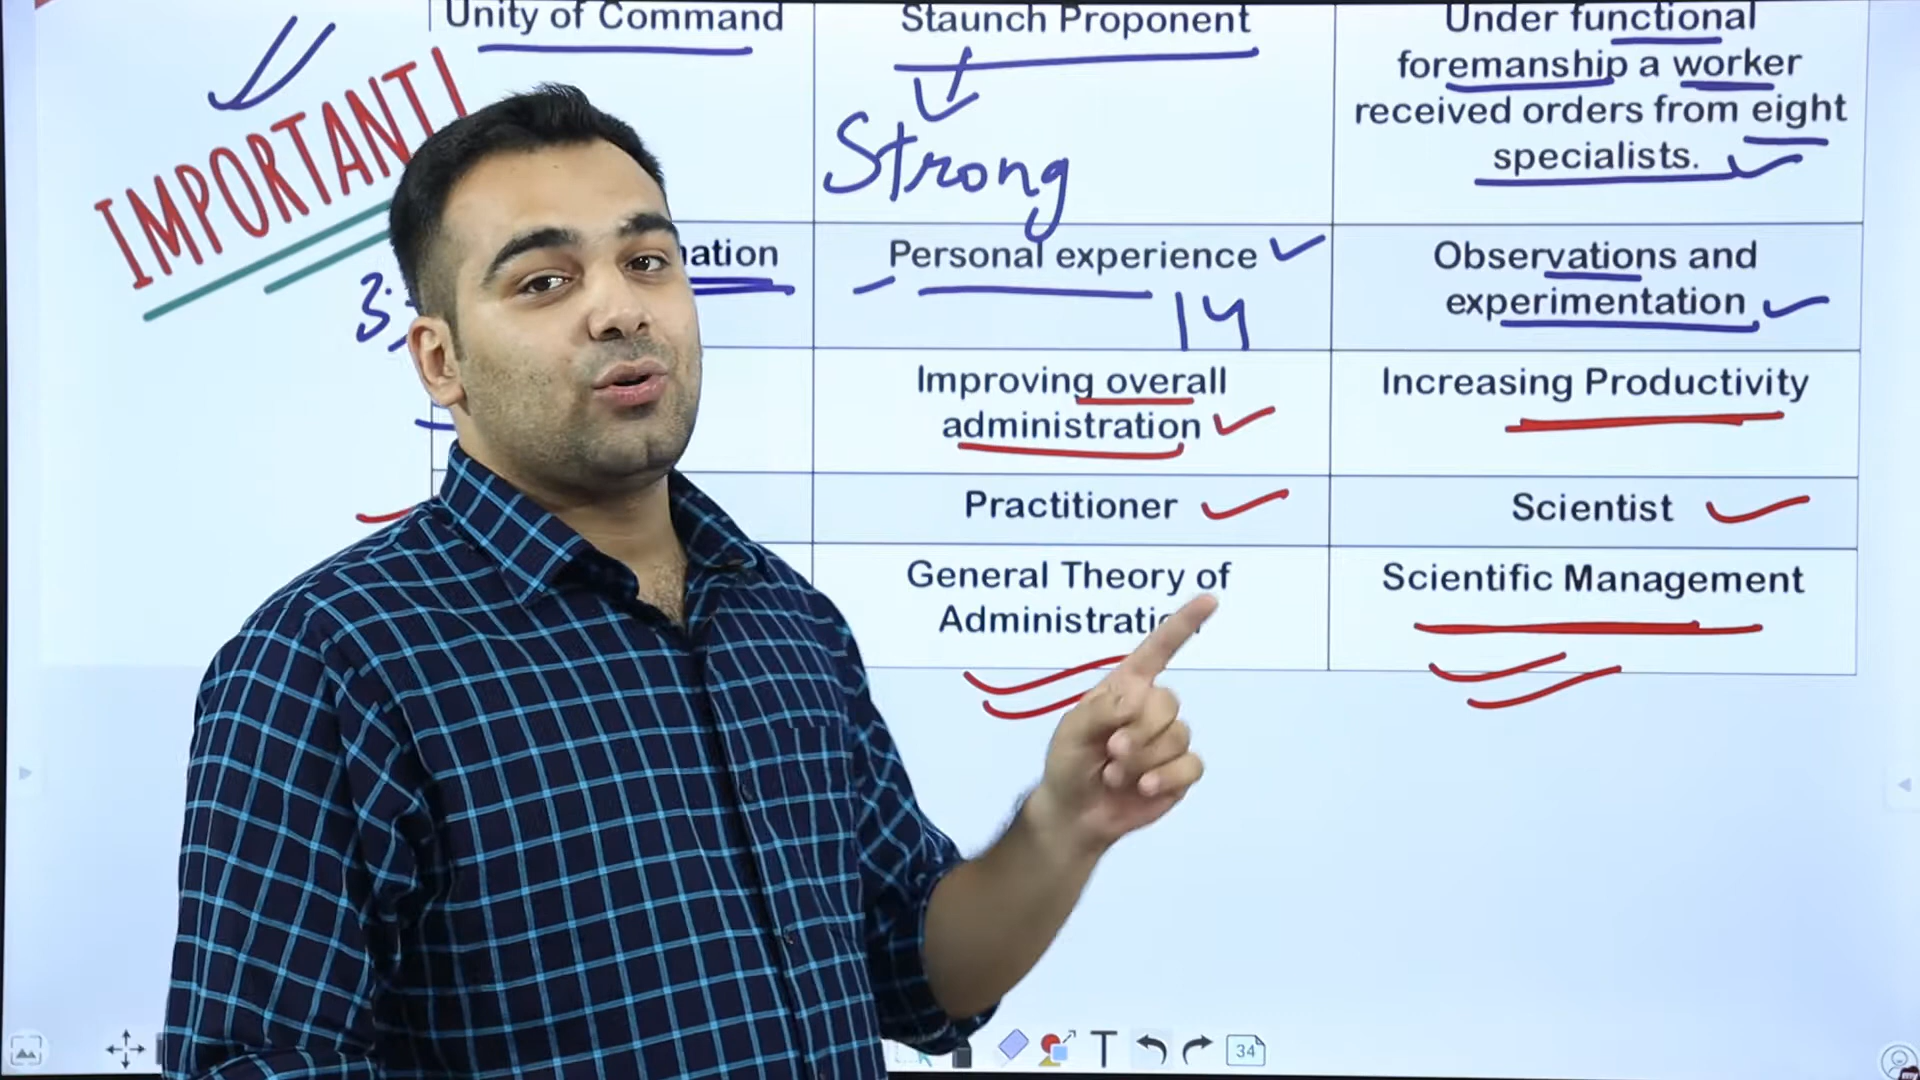 Unity of Command
Staunch Proponent
Under functional
foremanship a worker
received orders from eight
specialists.
IMPORTANT!
Strong
Personal experience
14
Observations and
experimentation
Improving overall
administration
Increasing Productivity
Practitioner
Scientist
General Theory of
Scientific Management
T
34